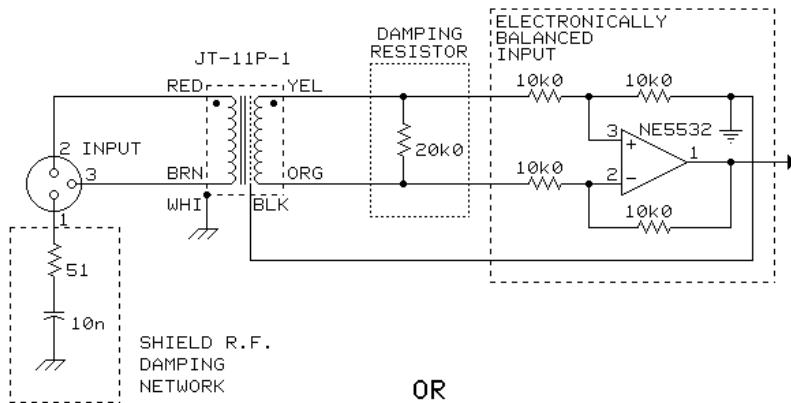 ELECTRONICALLY
BALANCED
INPUT
DAMPING
RESISTOR
JT-11P-1
RED
YEL
10k0
10k0
2 INPUT
3
20k0
3
NE5532
+
1
BRN
ORG
10k0
2
-
WHI
BLK
10k0
1
51
10n
SHIELD R.F.
DAMPING
NETWORK
OR